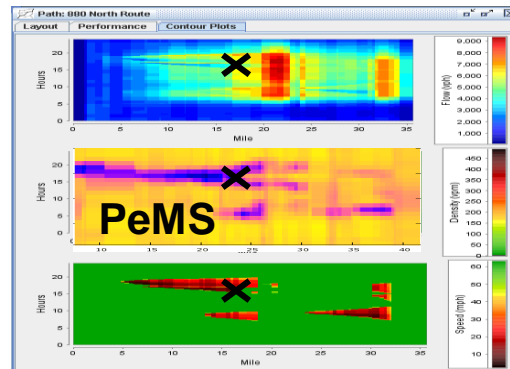 Path: 880 North Route
Layout Performance Contour Plots
Hours
20
15
10
5
0
0 5 10 15 20 25 30 35
Mile
Flow (vph)
9,000
8,000
7,000
6,000
5,000
4,000
3,000
2,000
1,000
PeMS
Hours
20
15
10
5
10 15 25 30 35 40
Density (vpm)
450
400
350
300
250
200
150
100
50
Hours
20
15
10
5
0
0 5 10 15 20 25 30 35
Mile
Speed (mph)
60
50
40
30
20
10